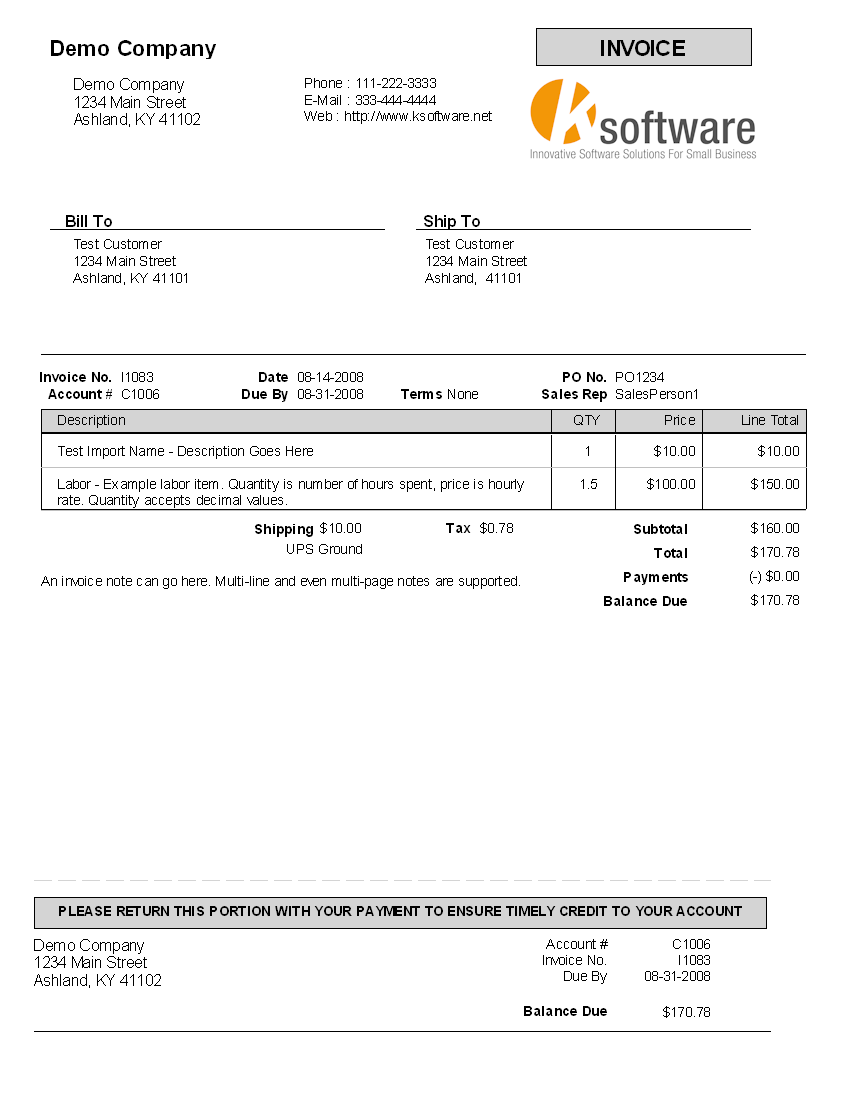 Demo Company
INVOICE
Demo Company
1234 Main Street
Ashland, KY 41102
Phone : 111-222-3333
E-Mail : 333-444-4444
Web : http://www.ksoftware.net
Ksoftware
Innovative Software Solutions For Small Business
Bill To
Test Customer
1234 Main Street
Ashland, KY 41101
Ship To
Test Customer
1234 Main Street
Ashland, 41101
Invoice No. I1083 Date 08-14-2008 PO No. PO1234
Account # C1006 Due By 08-31-2008 Terms None Sales Rep SalesPerson1
Description QTY Price Line Total
Test Import Name - Description Goes Here 1 $10.00 $10.00
Labor - Example labor item. Quantity is number of hours spent, price is hourly 1.5 $100.00 $150.00
rate. Quantity accepts decimal values.
Shipping $10.00 Tax $0.78 Subtotal $160.00
UPS Ground Total $170.78
An invoice note can go here. Multi-line and even multi-page notes are supported. Payments (-) $0.00
Balance Due $170.78
PLEASE RETURN THIS PORTION WITH YOUR PAYMENT TO ENSURE TIMELY CREDIT TO YOUR ACCOUNT
Demo Company
1234 Main Street
Ashland, KY 41102
Account # C1006
Invoice No. I1083
Due By 08-31-2008
Balance Due $170.78